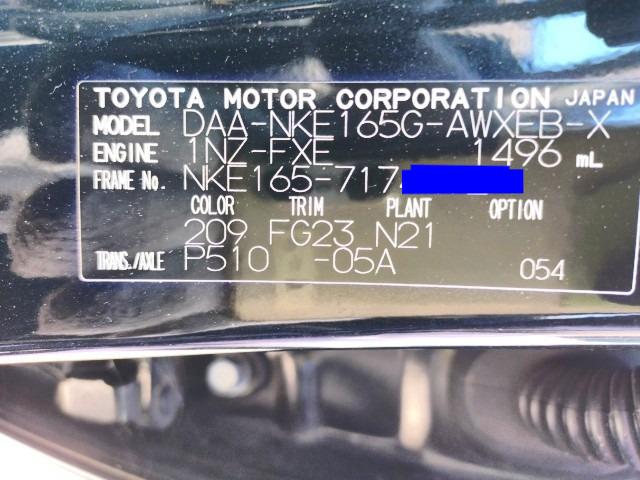 TOYOTA MOTOR CORPORATION JAPAN
MODEL DAA-NKE165G-AWXEB-X
ENGINE 1NZ-FXE 1496 mL
FRAME No. NKE165-717
COLOR TRIM PLANT OPTION
209 FG23 N21
TRANS./AXLE P510 -05A 054